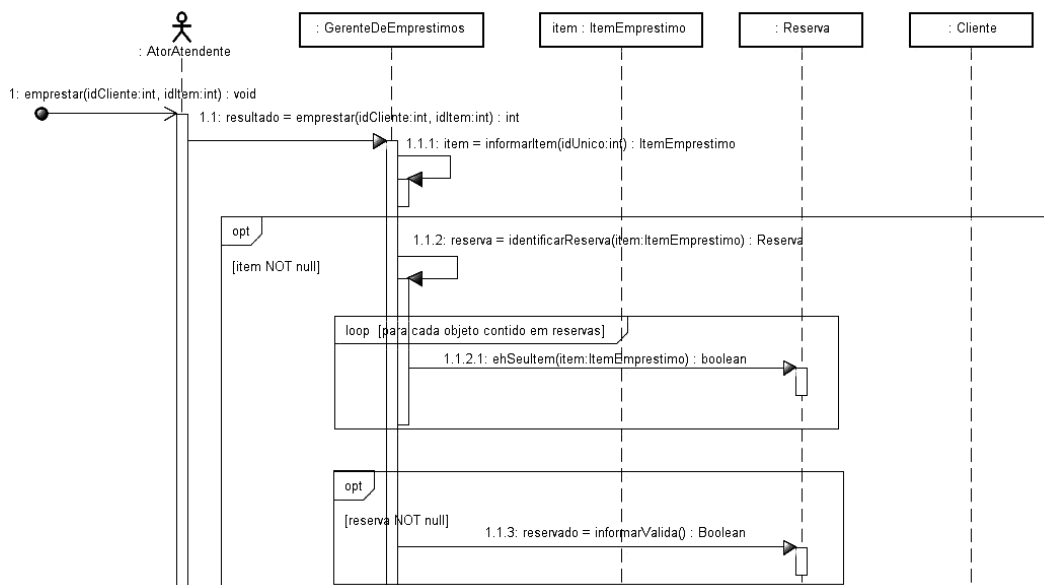 : GerenteDeEmprestimos
item : ItemEmprestimo
: Reserva
: Cliente
: AtorAtendente
1: emprestar(idCliente:int, idItem:int) : void
1.1: resultado = emprestar(idCliente:int, idItem:int) : int
1.1.1: item = informarItem(idUnico:int) : ItemEmprestimo
opt
1.1.2: reserva = identificarReserva(item:ItemEmprestimo) : Reserva
[item NOT null]
loop [para cada objeto contido em reservas]
1.1.2.1: ehSeuItem(item:ItemEmprestimo) : boolean
opt
[reserva NOT null]
1.1.3: reservado = informarValida() : Boolean